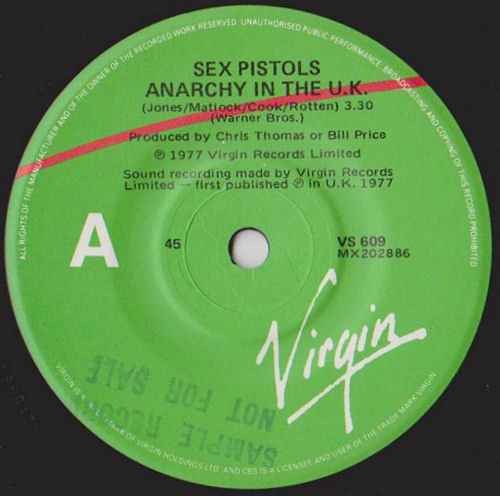 ALL RIGHTS OF THE MANUFACTURER AND OF THE OWNER OF THE RECORDED WORK RESERVED UNAUTHORISED PUBLIC PERFORMANCE, BROADCASTING AND COPYING OF THIS RECORD PROHIBITED
SEX PISTOLS
ANARCHY IN THE U.K.
(Jones/Matlock/Cook/Rotten) 3.30
(Warner Bros.)
Produced by Chris Thomas or Bill Price
℗ 1977 Virgin Records Limited
Sound recording made by Virgin Records
Limited — first published ℗ in U.K. 1977
A
45
VS 609
MX202886
Virgin
SAMPLE RECORD
NOT FOR SALE
VIRGIN IS TRADE MARK OF VIRGIN HOLDINGS LTD. AND CBS IS A LICENSEE AND USER OF THE TRADE MARK VIRGIN